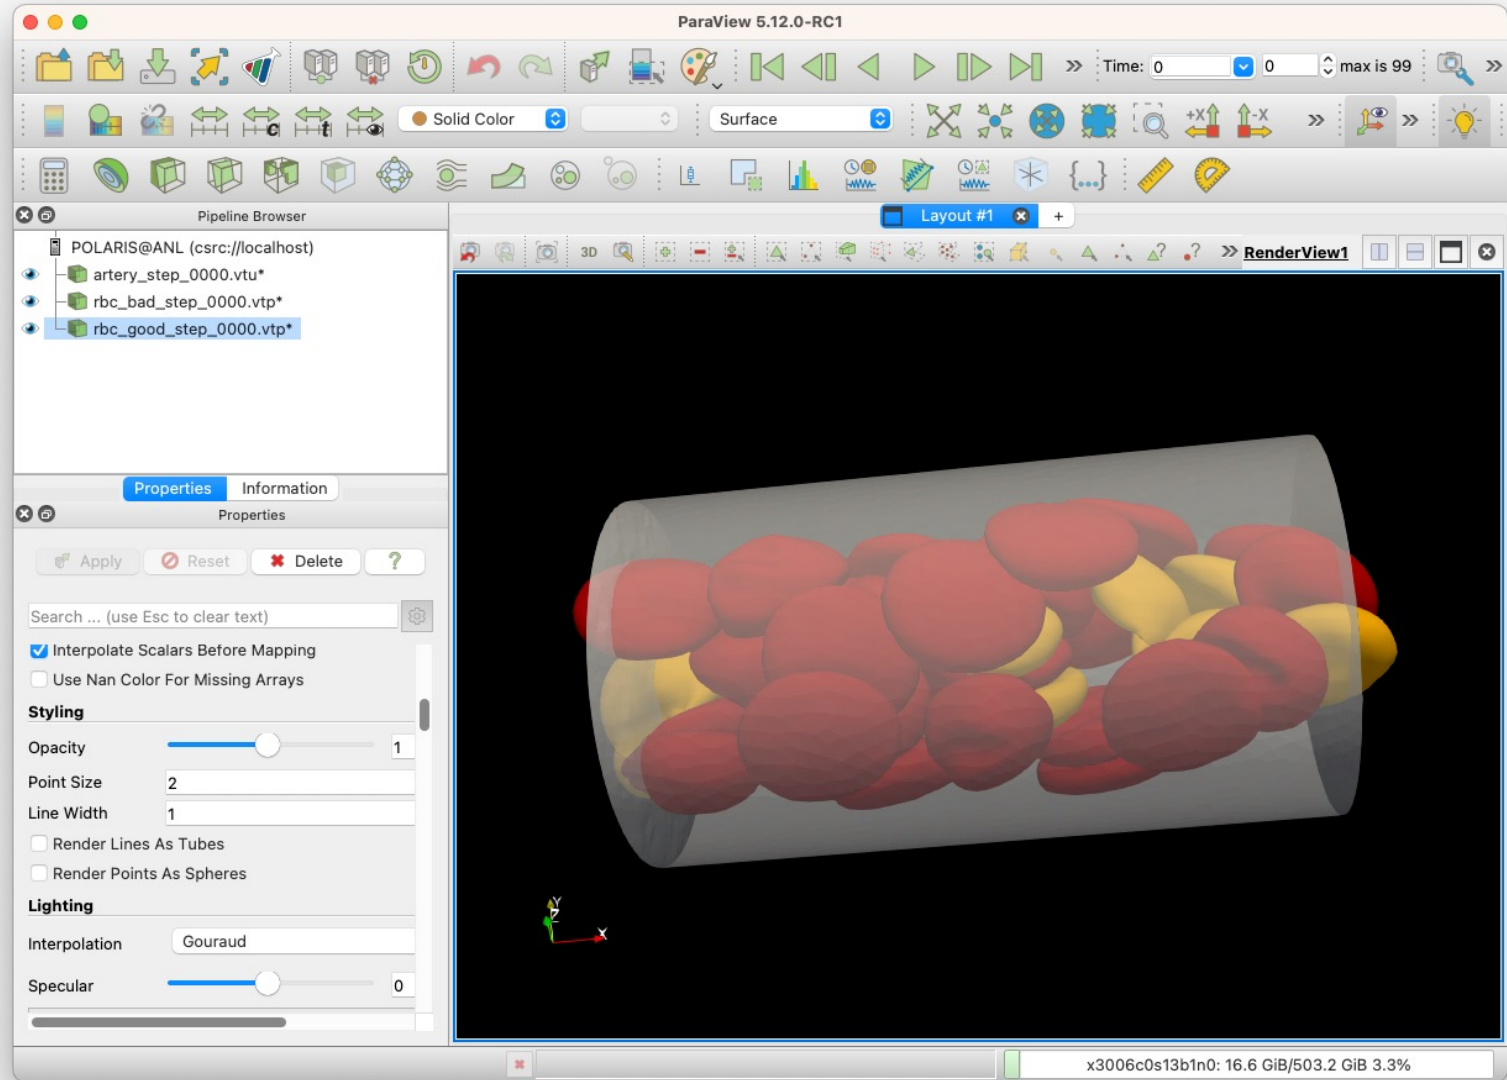 ParaView 5.12.0-RC1
Time: 0 0 max is 99
Solid Color Surface +X -X
Pipeline Browser Layout #1 +
POLARIS@ANL (csrc://localhost) 3D RenderView1
artery_step_0000.vtu*
rbc_bad_step_0000.vtp*
rbc_good_step_0000.vtp*
Properties Information
Properties
Apply Reset Delete ?
Search ... (use Esc to clear text)
Interpolate Scalars Before Mapping
Use Nan Color For Missing Arrays
Styling
Opacity 1
Point Size 2
Line Width 1
Render Lines As Tubes
Render Points As Spheres
Lighting
Interpolation Gouraud
Specular 0
Y
Z
X
x3006c0s13b1n0: 16.6 GiB/503.2 GiB 3.3%